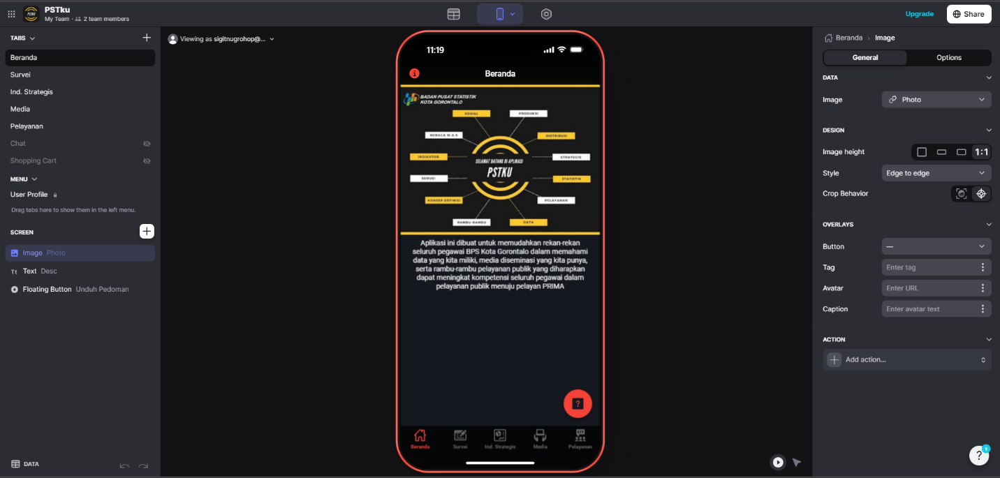 PSTku
My Team · 2 team members
Upgrade
Share
TABS
Beranda
Survei
Ind. Strategis
Media
Pelayanan
Chat
Shopping Cart
MENU
User Profile
Drag tabs here to show them in the left menu.
SCREEN
Image Photo
Text Desc
Floating Button Unduh Pedoman
DATA
Viewing as sigitnugrohop@...
11:19
Beranda
BADAN PUSAT STATISTIK
KOTA GORONTALO
SOSIAL
PRODUKSI
NERACA W.A S
DISTRIBUSI
INDIKATOR
STRATEGIS
SELAMAT DATANG DI APLIKASI
PSTKU
SURVEI
STATISTIK
KONSEP DEFINISI
PELAYANAN
RAMBU-RAMBU
DATA
Aplikasi ini dibuat untuk memudahkan rekan-rekan
seluruh pegawai BPS Kota Gorontalo dalam memahami
data yang kita miliki, media diseminasi yang kita punya,
serta rambu-rambu pelayanan publik yang diharapkan
dapat meningkat kompetensi seluruh pegawai dalam
pelayanan publik menuju pelayan PRIMA
?
Beranda
Survei
Ind. Strategis
Media
Pelayanan
Beranda › Image
General
Options
DATA
Image
Photo
DESIGN
Image height
1:1
Style
Edge to edge
Crop Behavior
OVERLAYS
Button
—
Tag
Enter tag
Avatar
Enter URL
Caption
Enter avatar text
ACTION
Add action...
?
1